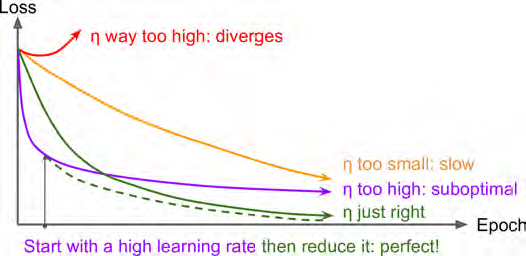 Loss
η way too high: diverges
η too small: slow
η too high: suboptimal
η just right
Epoch
Start with a high learning rate then reduce it: perfect!